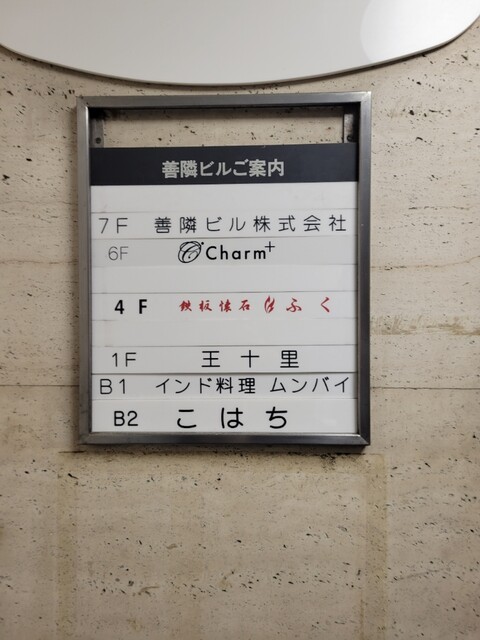 善隣ビルご案内
7F 善隣ビル株式会社
6F Charm+
4F 鉄板懐石 ふく
1F 王十里
B1 インド料理 ムンバイ
B2 こはち